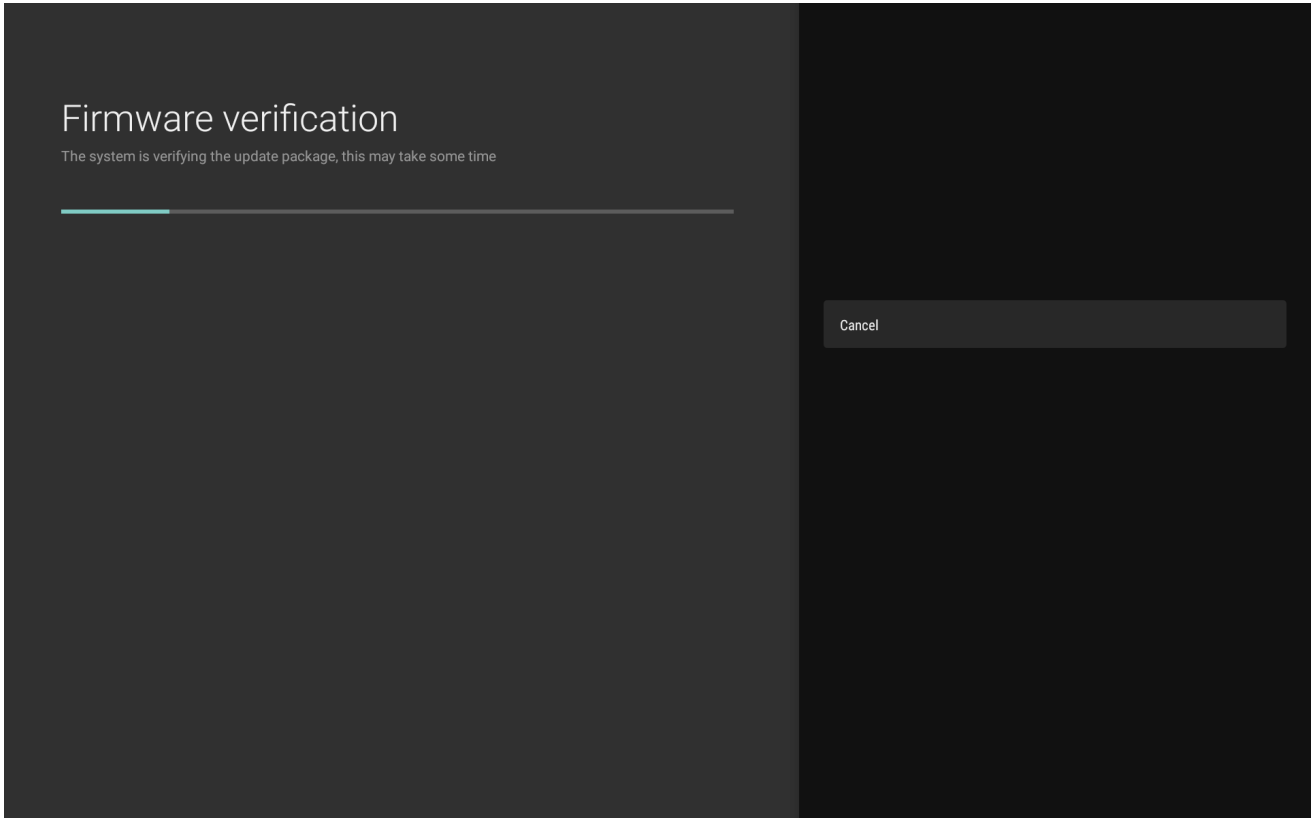 Firmware verification
The system is verifying the update package, this may take some time
Cancel